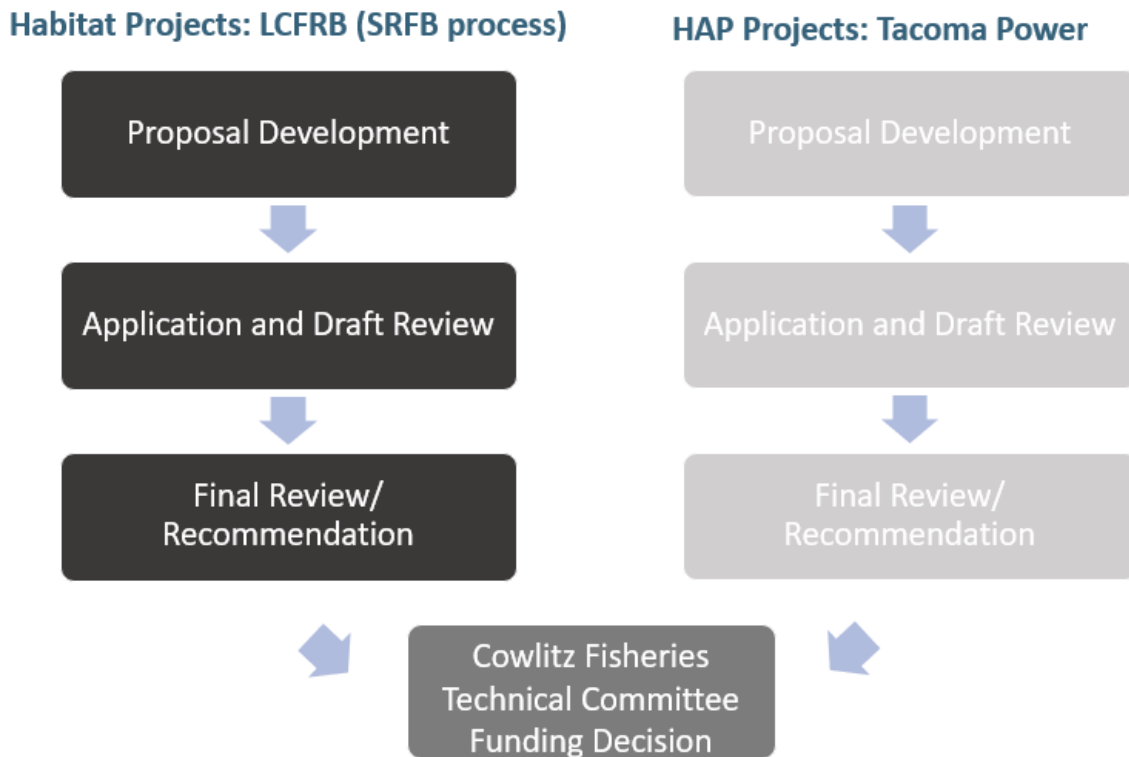 Habitat Projects: LCFRB (SRFB process)
Proposal Development
Application and Draft Review
Final Review/
Recommendation
HAP Projects: Tacoma Power
Proposal Development
Application and Draft Review
Final Review/
Recommendation
Cowlitz Fisheries
Technical Committee
Funding Decision